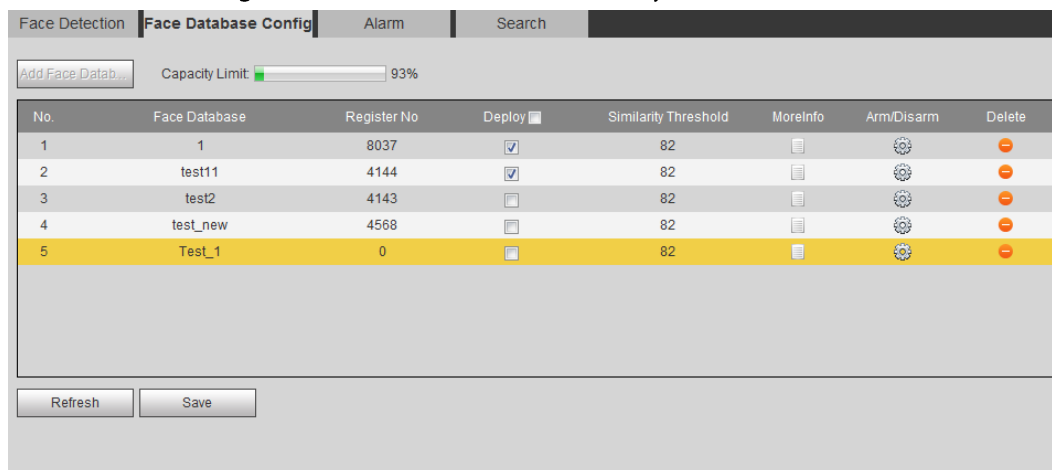 Face Detection Face Database Config Alarm Search
Add Face Datab... Capacity Limit: 93%
No. Face Database Register No Deploy Similarity Threshold MoreInfo Arm/Disarm Delete
1 1 8037 82
2 test11 4144 82
3 test2 4143 82
4 test_new 4568 82
5 Test_1 0 82
Refresh Save